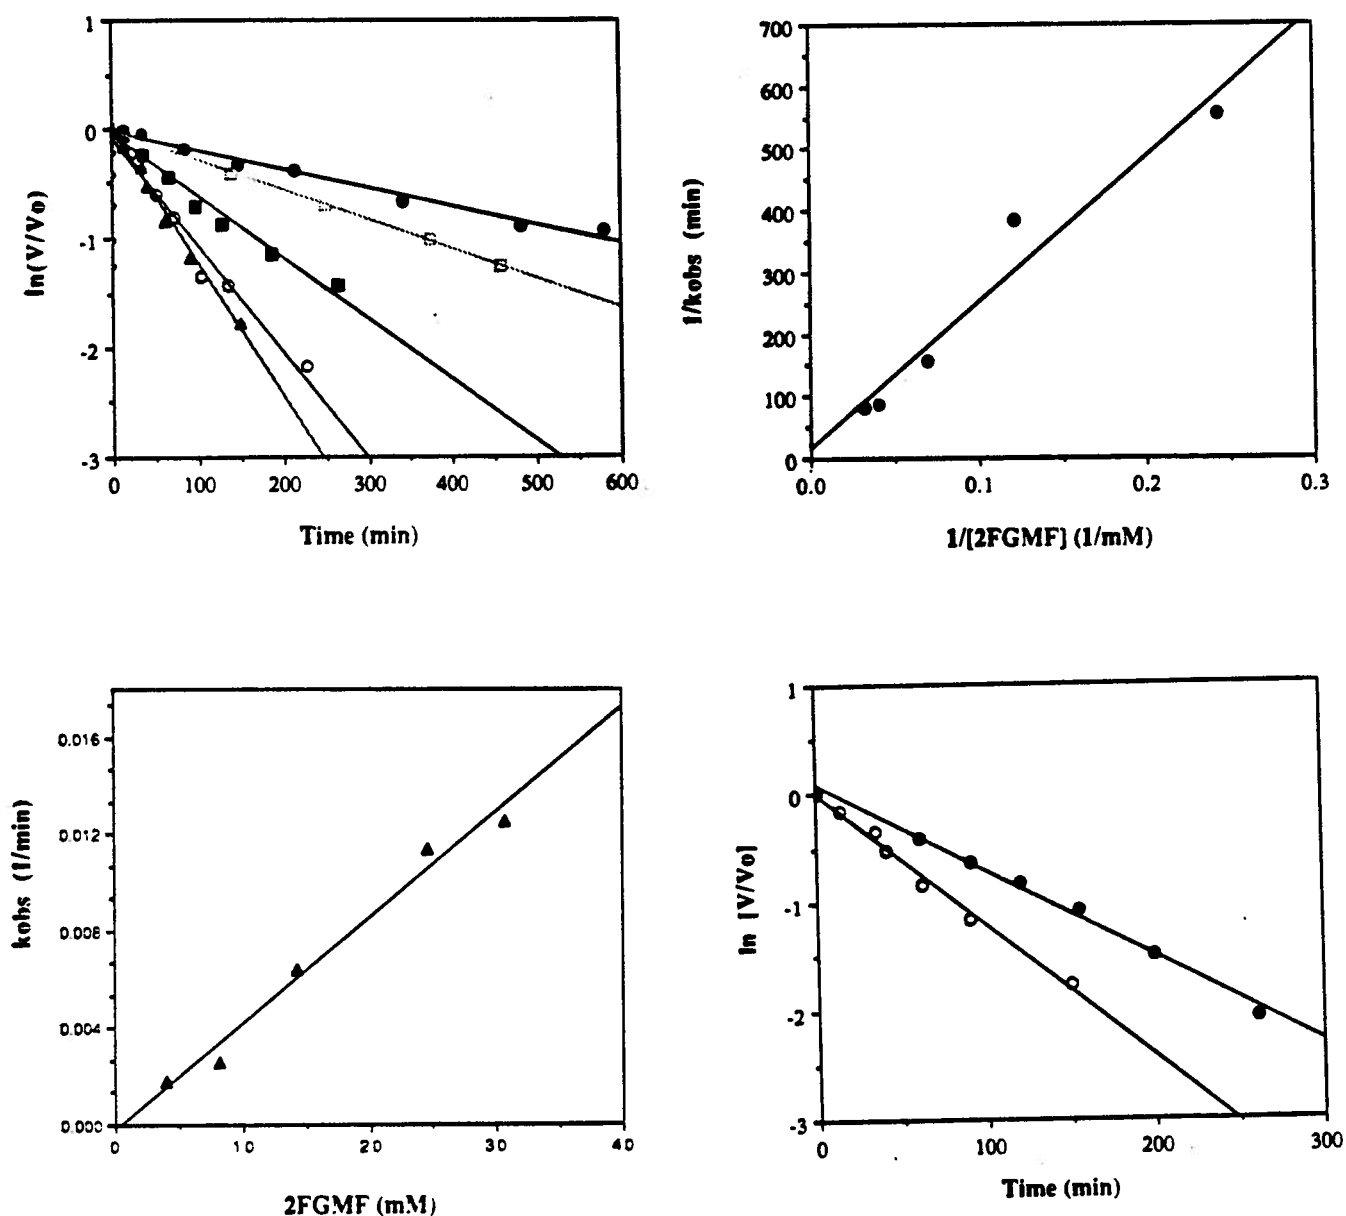 1
0
-1
-2
-3
ln(V/Vo)
0 100 200 300 400 500 600
Time (min)
700
600
500
400
300
200
100
0
1/kobs (min)
0.0 0.1 0.2 0.3
1/[2FGMF] (1/mM)
0.016
0.012
0.008
0.004
0.000
kobs (1/min)
0 10 20 30 40
2FGMF (mM)
1
0
-1
-2
-3
ln [V/Vo]
0 100 200 300
Time (min)